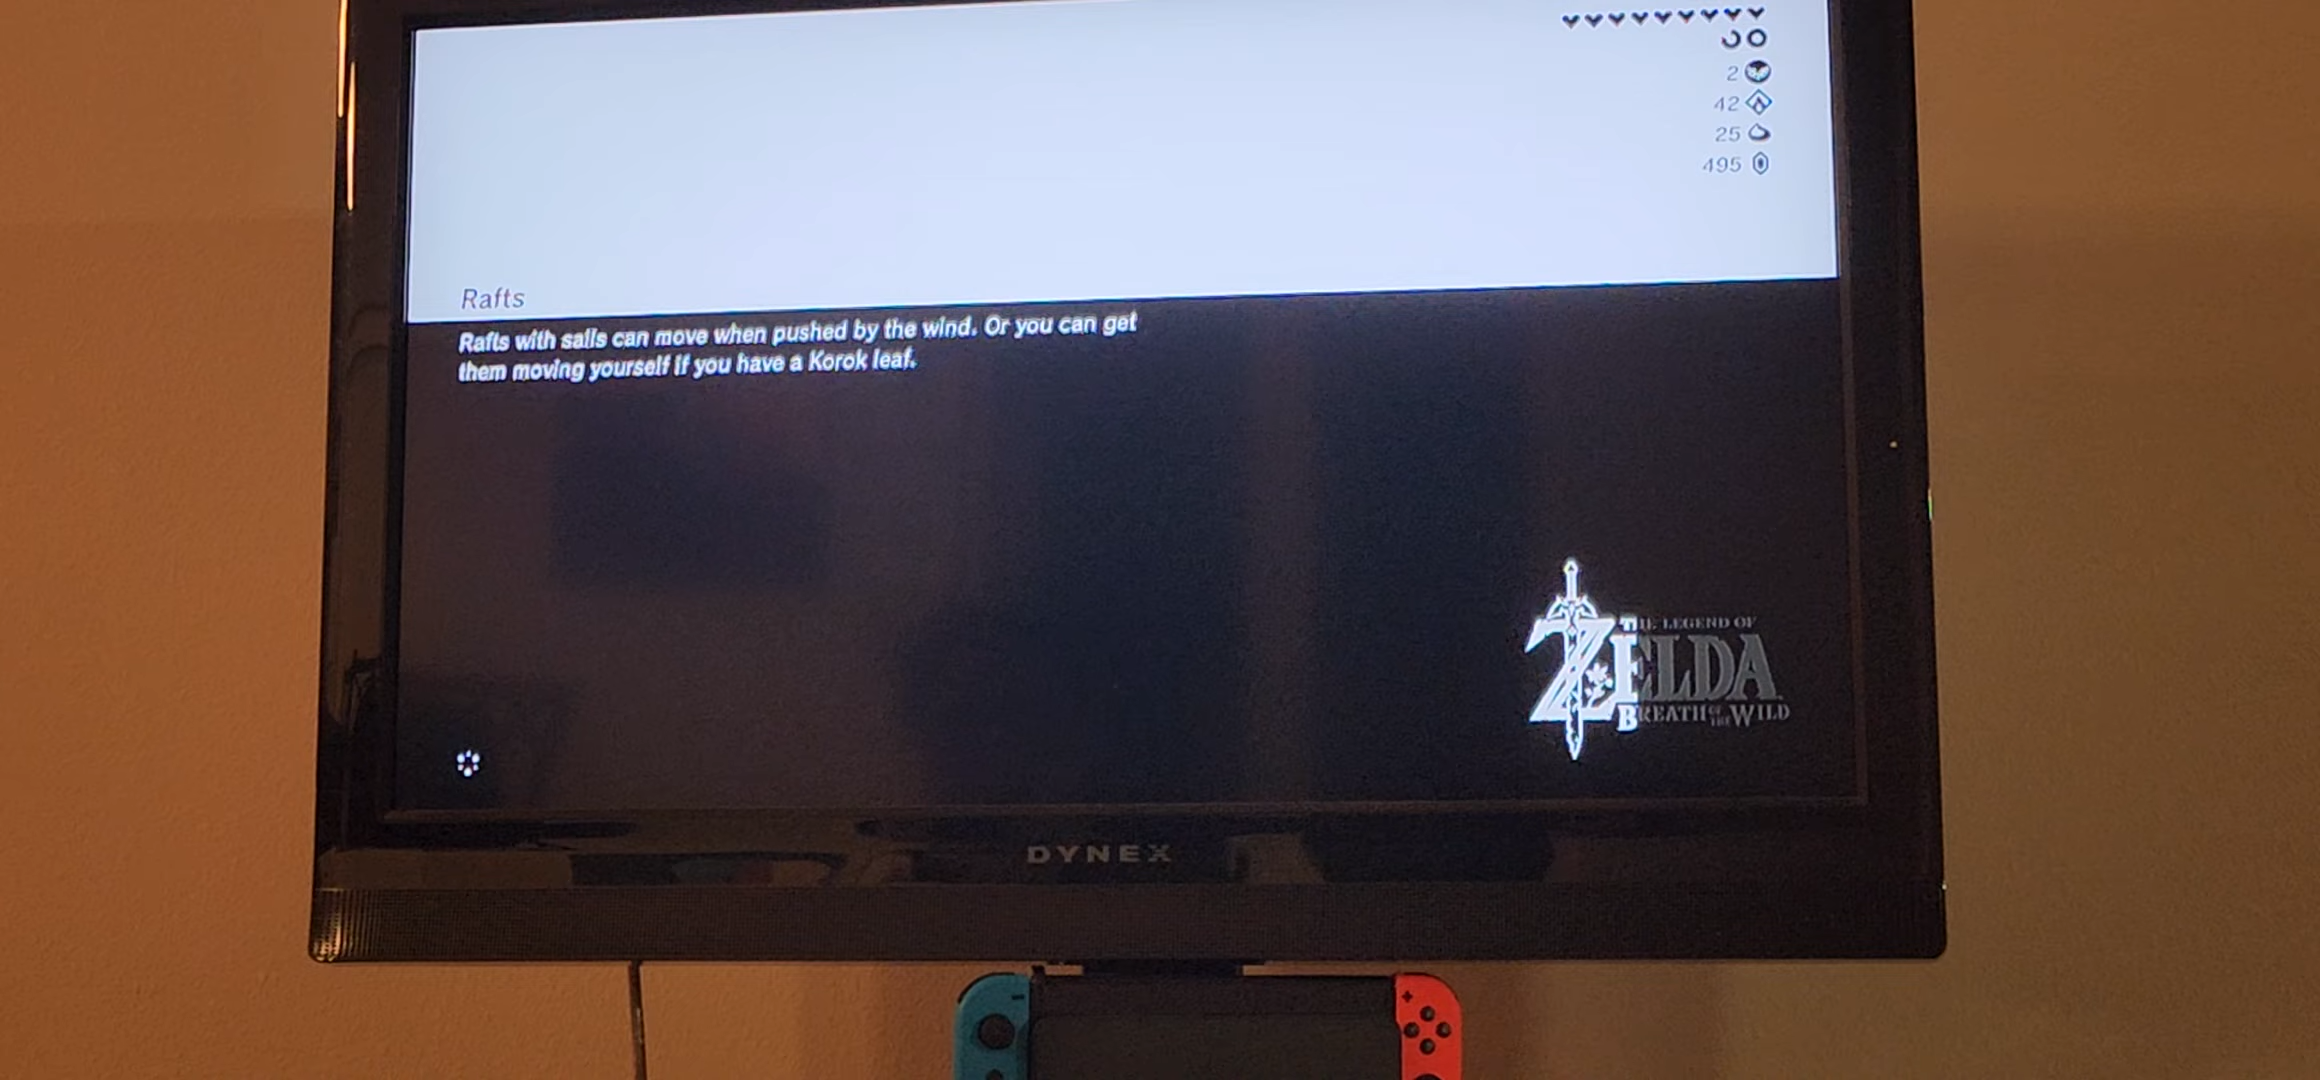 2
42
25
495
Rafts
Rafts with sails can move when pushed by the wind. Or you can get
them moving yourself if you have a Korok leaf.
THE LEGEND OF
ZELDA
BREATH OF THE WILD
DYNEX